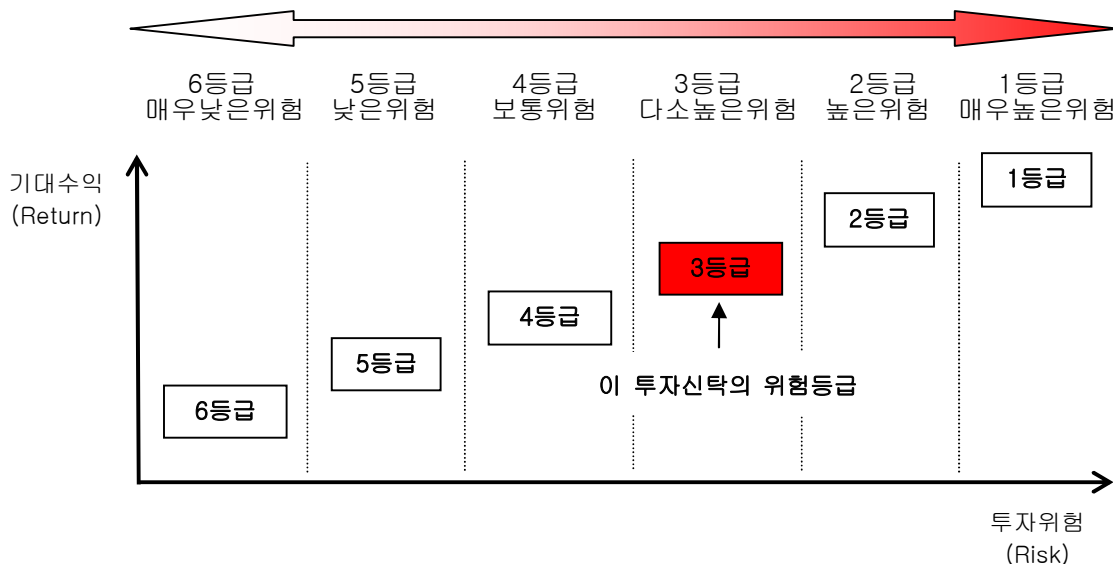 6등급 5등급 4등급 3등급 2등급 1등급
매우낮은위험 낮은위험 보통위험 다소높은위험 높은위험 매우높은위험
기대수익
(Return)
1등급
2등급
3등급
4등급
5등급
이 투자신탁의 위험등급
6등급
투자위험
(Risk)